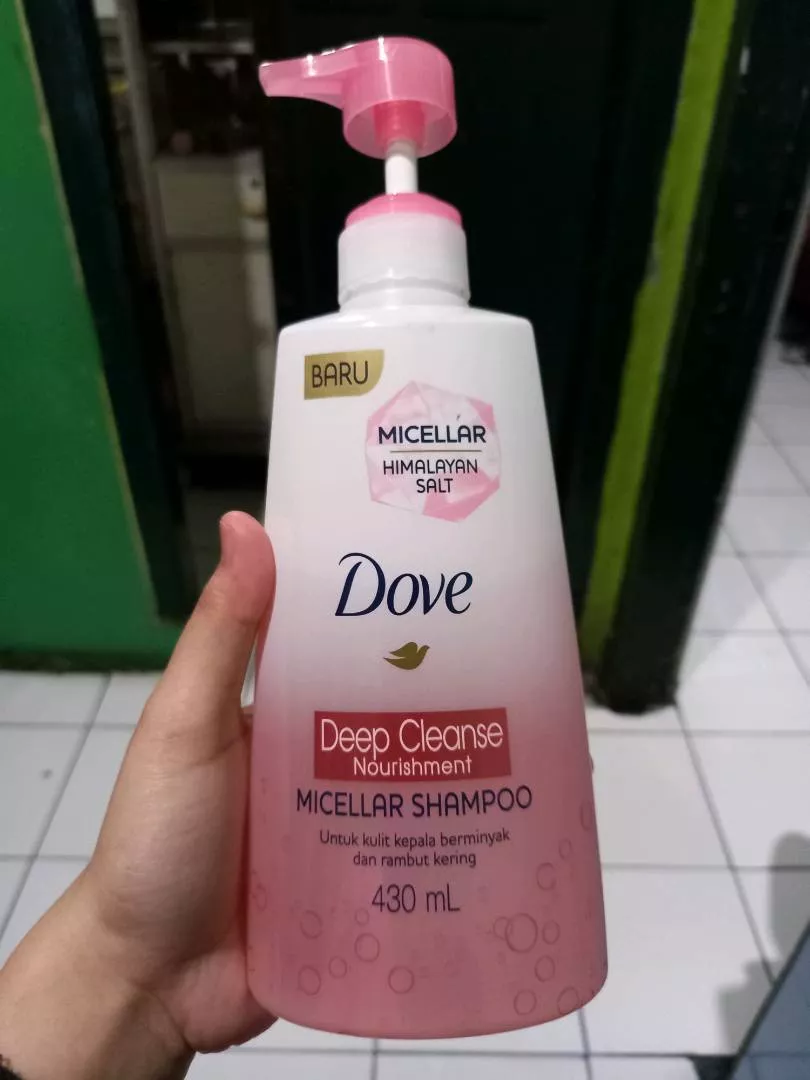 BARU
MICELLAR
HIMALAYAN
SALT
Dove
Deep Cleanse
Nourishment
MICELLAR SHAMPOO
Untuk kulit kepala berminyak
dan rambut kering
430 mL